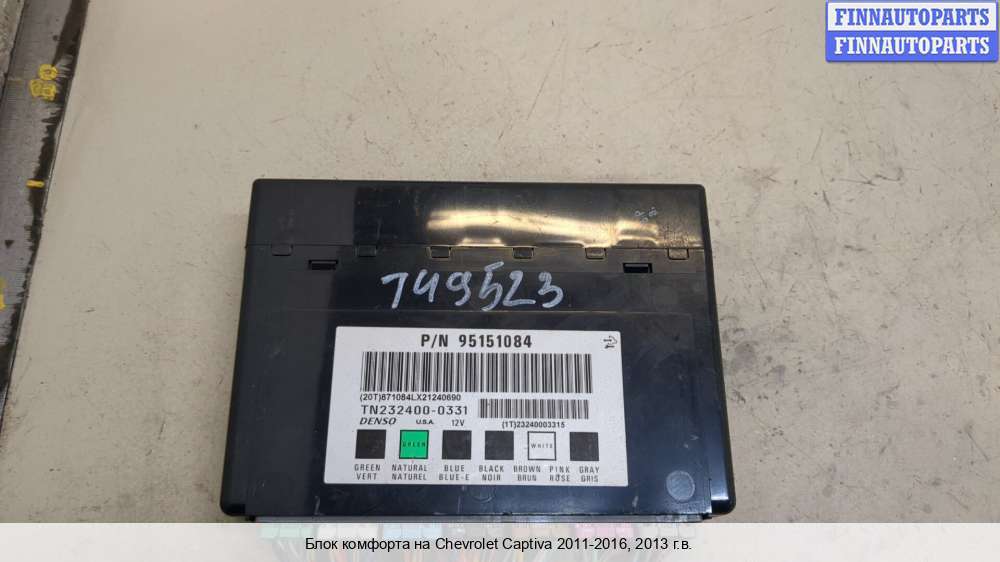 FINNAUTOPARTS
FINNAUTOPARTS
749523
P/N 95151084
(20T)671084LX21240690
TN232400-0331
DENSO U.S.A. 12V (1T)23240003315
GREEN WHITE
GREEN NATURAL BLUE BLACK BROWN PINK GRAY
VERT NATUREL BLUE-E NOIR BRUN ROSE GRIS
Блок комфорта на Chevrolet Captiva 2011-2016, 2013 г.в.